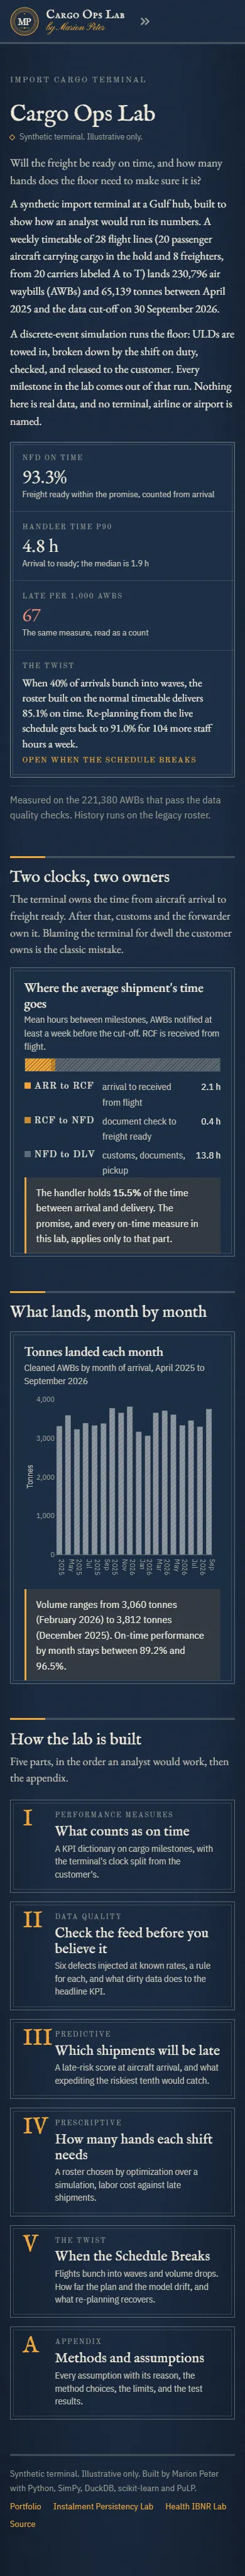 MP
Cargo Ops Lab
by Marion Peter
»
IMPORT CARGO TERMINAL
Cargo Ops Lab
Synthetic terminal. Illustrative only.
Will the freight be ready on time, and how many
hands does the floor need to make sure it is?
A synthetic import terminal at a Gulf hub, built to
show how an analyst would run its numbers. A
weekly timetable of 28 flight lines (20 passenger
aircraft carrying cargo in the hold and 8 freighters,
from 20 carriers labeled A to T) lands 230,796 air
waybills (AWBs) and 65,139 tonnes between April
2025 and the data cut-off on 30 September 2026.
A discrete-event simulation runs the floor: ULDs are
towed in, broken down by the shift on duty,
checked, and released to the customer. Every
milestone in the lab comes out of that run. Nothing
here is real data, and no terminal, airline or airport is
named.
NFD ON TIME
93.3%
Freight ready within the promise, counted from arrival
HANDLER TIME P90
4.8 h
Arrival to ready; the median is 1.9 h
LATE PER 1,000 AWBS
67
The same measure, read as a count
THE TWIST
When 40% of arrivals bunch into waves, the
roster built on the normal timetable delivers
85.1% on time. Re-planning from the live
schedule gets back to 91.0% for 104 more staff
hours a week.
OPEN WHEN THE SCHEDULE BREAKS
Measured on the 221,380 AWBs that pass the data
quality checks. History runs on the legacy roster.
Two clocks, two owners
The terminal owns the time from aircraft arrival to
freight ready. After that, customs and the forwarder
own it. Blaming the terminal for dwell the customer
owns is the classic mistake.
Where the average shipment's time
goes
Mean hours between milestones, AWBs notified at
least a week before the cut-off. RCF is received from
flight.
ARR to RCF arrival to received 2.1 h
from flight
RCF to NFD document check to 0.4 h
freight ready
NFD to DLV customs, documents, 13.8 h
pickup
The handler holds 15.5% of the time
between arrival and delivery. The
promise, and every on-time measure in
this lab, applies only to that part.
What lands, month by month
Tonnes landed each month
Cleaned AWBs by month of arrival, April 2025 to
September 2026
4,000
3,000
2,000
1,000
0
Tonnes
Volume ranges from 3,060 tonnes
(February 2026) to 3,812 tonnes
(December 2025). On-time performance
by month stays between 89.2% and
96.5%.
How the lab is built
Five parts, in the order an analyst would work, then
the appendix.
I
PERFORMANCE MEASURES
What counts as on time
A KPI dictionary on cargo milestones, with
the terminal's clock split from the
customer's.
II
DATA QUALITY
Check the feed before you
believe it
Six defects injected at known rates, a rule
for each, and what dirty data does to the
headline KPI.
III
PREDICTIVE
Which shipments will be late
A late-risk score at aircraft arrival, and what
expediting the riskiest tenth would catch.
IV
PRESCRIPTIVE
How many hands each shift
needs
A roster chosen by optimization over a
simulation, labor cost against late
shipments.
V
THE TWIST
When the Schedule Breaks
Flights bunch into waves and volume drops.
How far the plan and the model drift, and
what re-planning recovers.
A
APPENDIX
Methods and assumptions
Every assumption with its reason, the
method choices, the limits, and the test
results.
Synthetic terminal. Illustrative only. Built by Marion Peter
with Python, SimPy, DuckDB, scikit-learn and PuLP.
Portfolio Instalment Persistency Lab Health IBNR Lab
Source